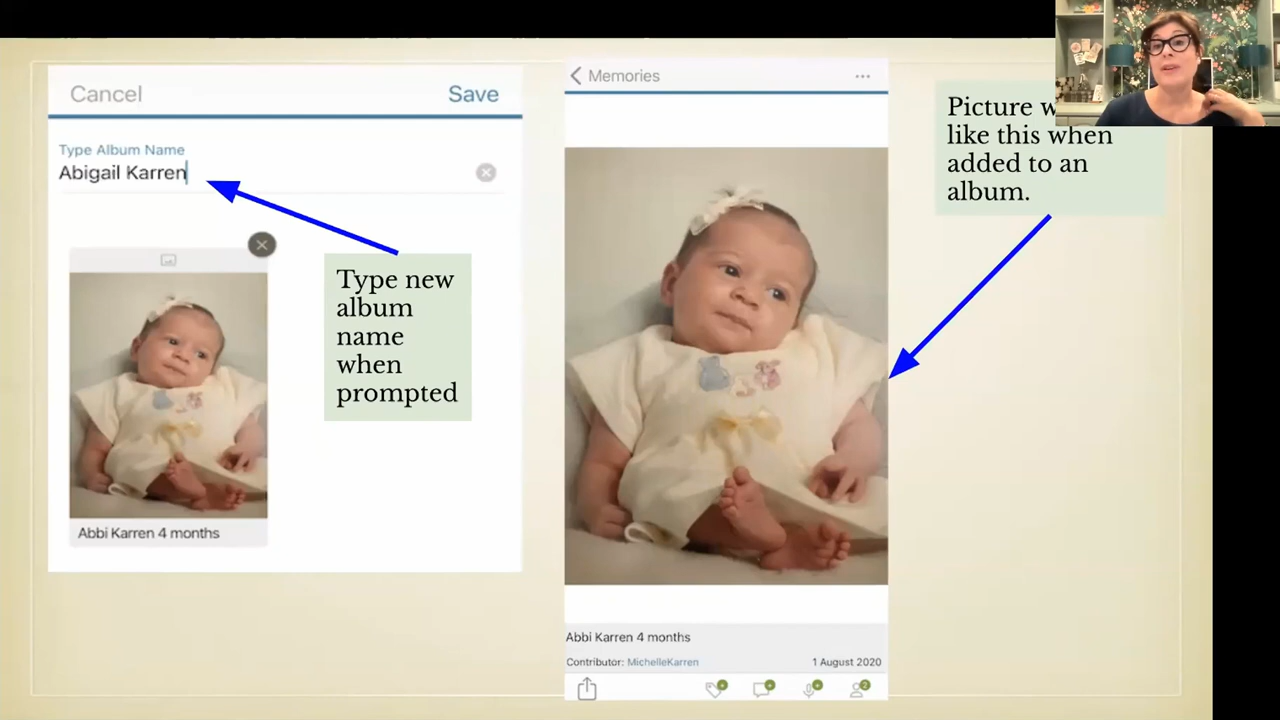 Cancel
Save
Type Album Name
Abigail Karren
Abbi Karren 4 months
Type new
album
name
when
prompted
Memories
Abbi Karren 4 months
Contributor: MichelleKarren
1 August 2020
2
Picture
like this when
added to an
album.